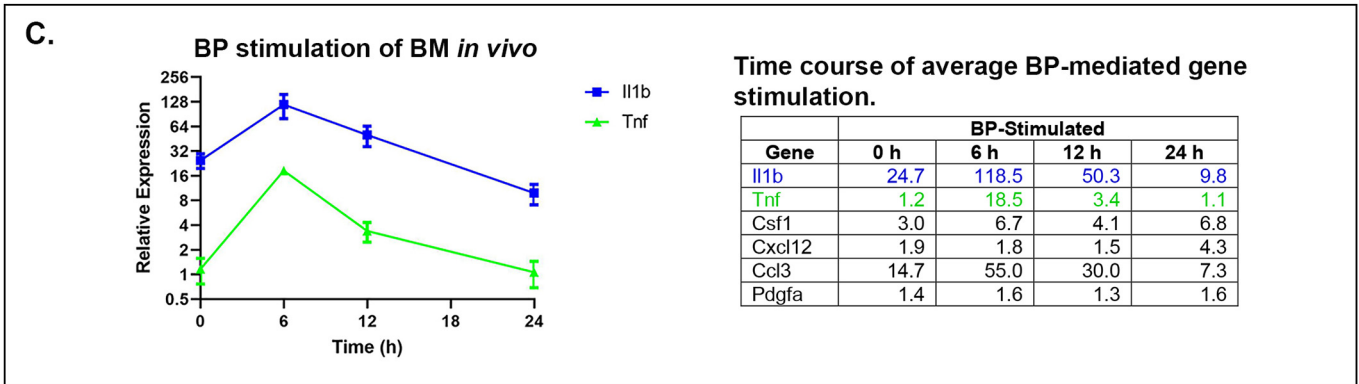 C.
BP stimulation of BM in vivo
256
128
64
32
16
8
4
2
1
0.5
Relative Expression
0 6 12 18 24
Time (h)
Il1b
Tnf
Time course of average BP-mediated gene
stimulation.
BP-Stimulated
Gene 0 h 6 h 12 h 24 h
Il1b 24.7 118.5 50.3 9.8
Tnf 1.2 18.5 3.4 1.1
Csf1 3.0 6.7 4.1 6.8
Cxcl12 1.9 1.8 1.5 4.3
Ccl3 14.7 55.0 30.0 7.3
Pdgfa 1.4 1.6 1.3 1.6